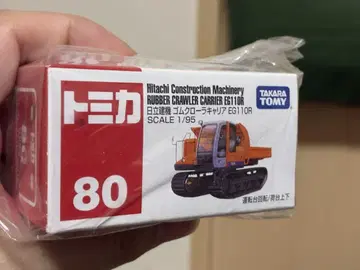 トミカ
80
Hitachi Construction Machinery
RUBBER CRAWLER CARRIER EG110R
日立建機 ゴムクローラキャリア EG110R
SCALE 1/95
TAKARA
TOMY
運転台回転/荷台上下